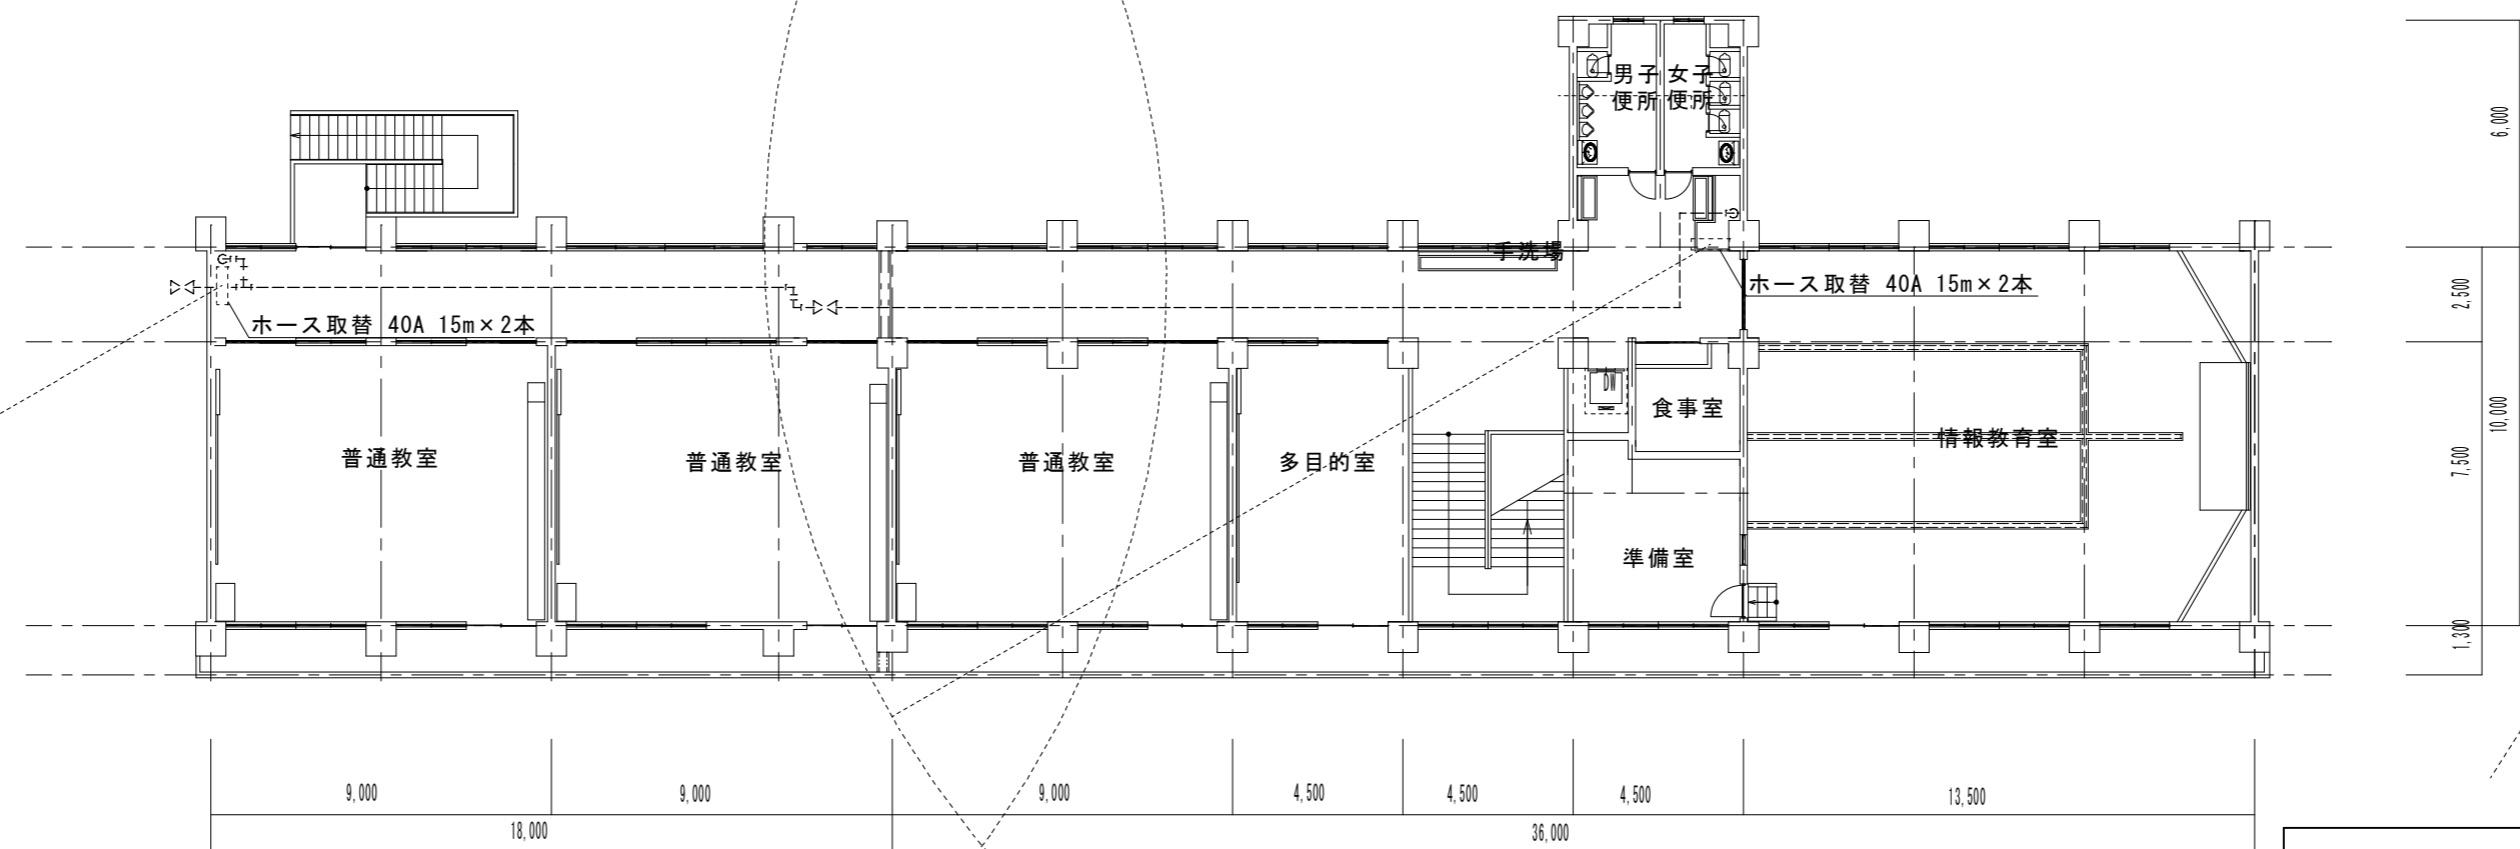 男子 女子
便所 便所
6,000
手洗場
ホース取替 40A 15m×2本
2,500
ホース取替 40A 15m×2本
DW
食事室
10,000
情報教育室
普通教室
普通教室
普通教室
多目的室
7,500
準備室
1,300
9,000
9,000
9,000
4,500
4,500
4,500
13,500
18,000
36,000